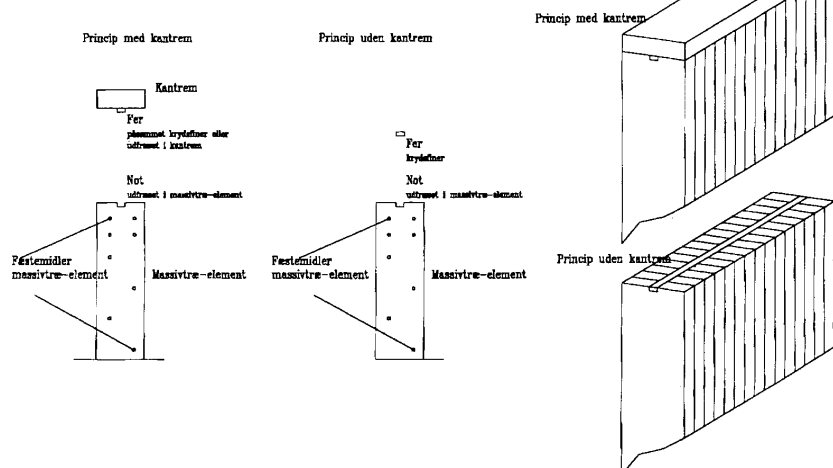 Princip med kantrem
Kantrem
Fer
påsømmet krydsfiner eller
udfræset i kantrem
Not
udfræset i massivtræ-element
Fæstemidler
massivtræ-element
Massivtræ-element
Princip uden kantrem
Fer
krydsfiner
Not
udfræset i massivtræ-element
Fæstemidler
massivtræ-element
Massivtræ-element
Princip med kantrem
Princip uden kantrem